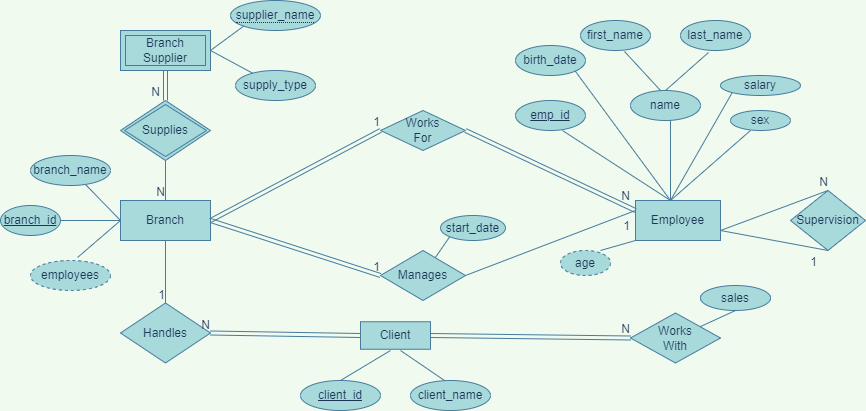 supplier_name
Branch
Supplier
supply_type
N
Supplies
N
first_name
last_name
birth_date
salary
name
emp_id
sex
1
Works
For
N
branch_name
branch_id
Branch
employees
Employee
1
N
Supervision
1
start_date
1
Manages
age
1
Handles
N
Client
N
Works
With
sales
client_id
client_name